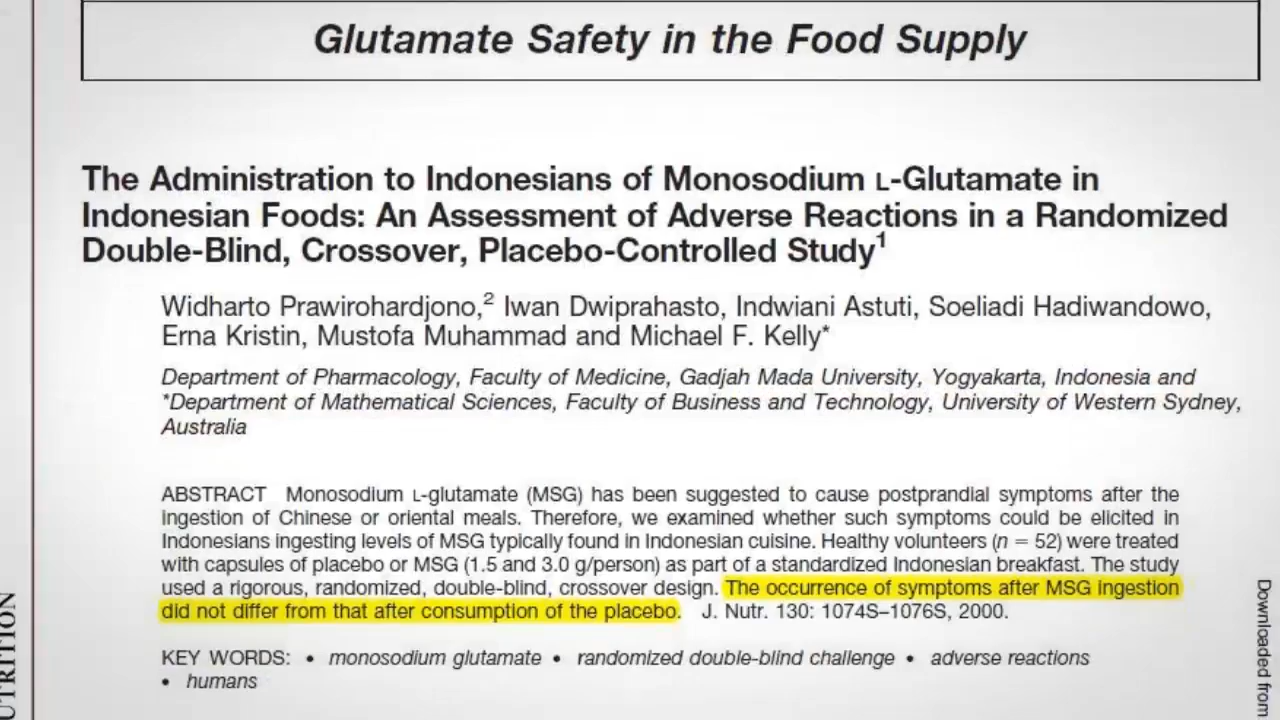 Glutamate Safety in the Food Supply
The Administration to Indonesians of Monosodium L-Glutamate in
Indonesian Foods: An Assessment of Adverse Reactions in a Randomized
Double-Blind, Crossover, Placebo-Controlled Study¹
Widharto Prawirohardjono,² Iwan Dwiprahasto, Indwiani Astuti, Soeliadi Hadiwandowo,
Erna Kristin, Mustofa Muhammad and Michael F. Kelly*
Department of Pharmacology, Faculty of Medicine, Gadjah Mada University, Yogyakarta, Indonesia and
*Department of Mathematical Sciences, Faculty of Business and Technology, University of Western Sydney,
Australia
ABSTRACT Monosodium L-glutamate (MSG) has been suggested to cause postprandial symptoms after the
ingestion of Chinese or oriental meals. Therefore, we examined whether such symptoms could be elicited in
Indonesians ingesting levels of MSG typically found in Indonesian cuisine. Healthy volunteers (n = 52) were treated
with capsules of placebo or MSG (1.5 and 3.0 g/person) as part of a standardized Indonesian breakfast. The study
used a rigorous, randomized, double-blind, crossover design. The occurrence of symptoms after MSG ingestion
did not differ from that after consumption of the placebo. J. Nutr. 130: 1074S–1076S, 2000.
KEY WORDS: • monosodium glutamate • randomized double-blind challenge • adverse reactions
• humans
UTRITION
Downloaded from